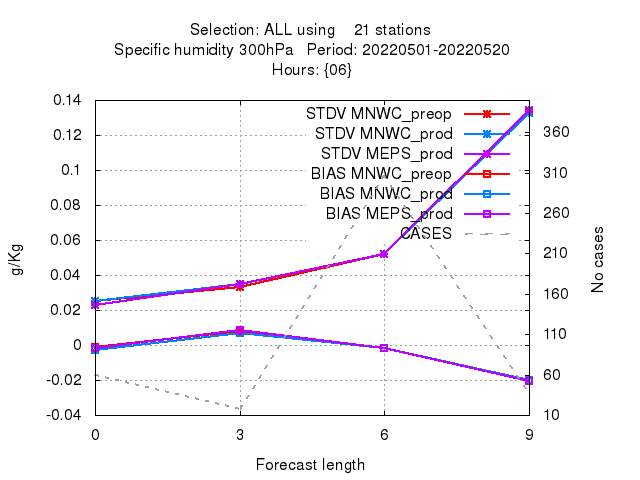 Selection: ALL using 21 stations
Specific humidity 300hPa Period: 20220501-20220520
Hours: {06}
STDV MNWC_preop
STDV MNWC_prod
STDV MEPS_prod
BIAS MNWC_preop
BIAS MNWC_prod
BIAS MEPS_prod
CASES
0.14
0.12
0.1
0.08
0.06
0.04
0.02
0
-0.02
-0.04
g/Kg
360
310
260
210
160
110
60
10
No cases
0 3 6 9
Forecast length